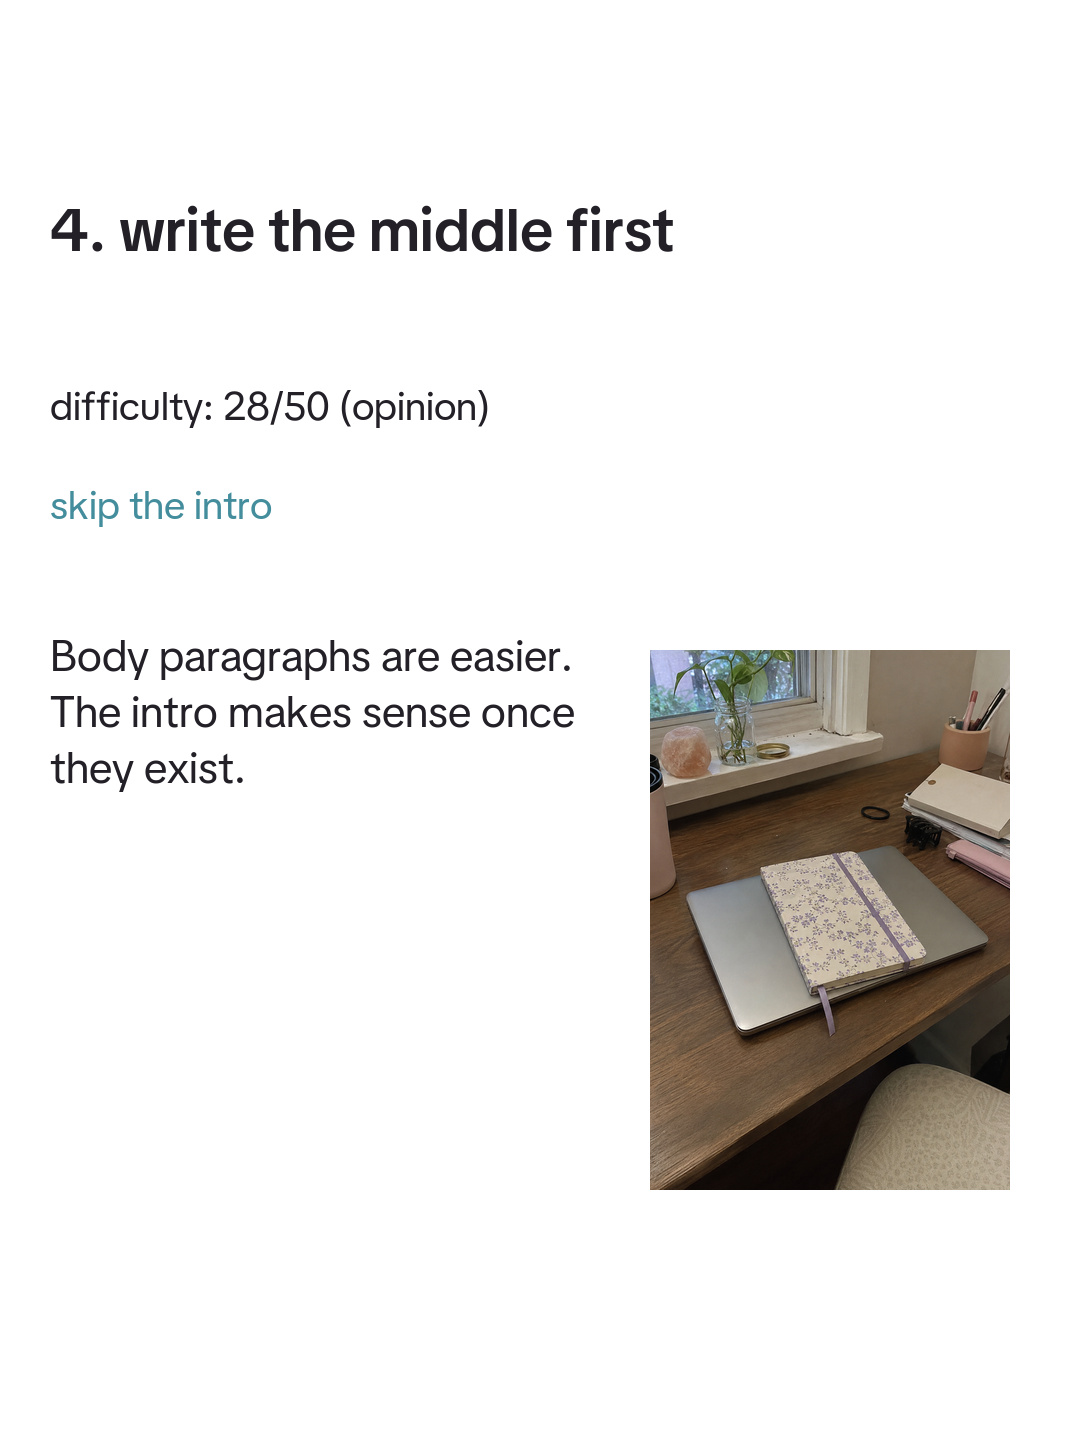 4. write the middle first
difficulty: 28/50 (opinion)
skip the intro
Body paragraphs are easier.
The intro makes sense once
they exist.